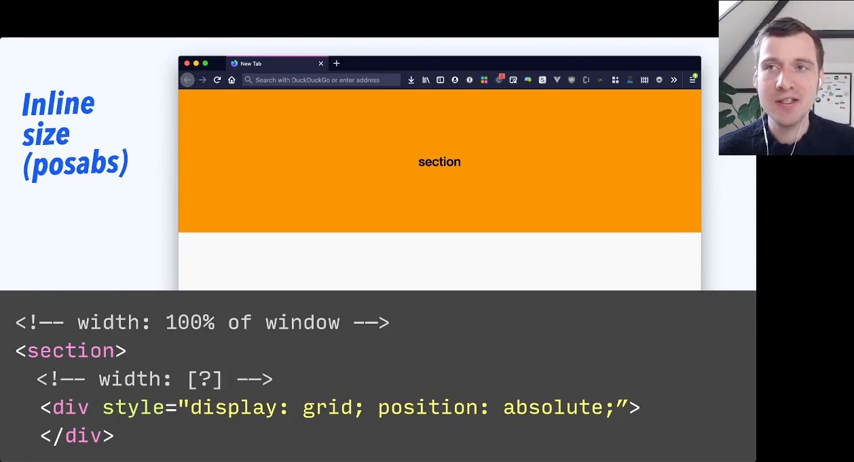 Inline
size
(posabs)
New Tab
Search with DuckDuckGo or enter address
section
<!-- width: 100% of window -->
<section>
<!-- width: [?] -->
<div style="display: grid; position: absolute;”>
</div>